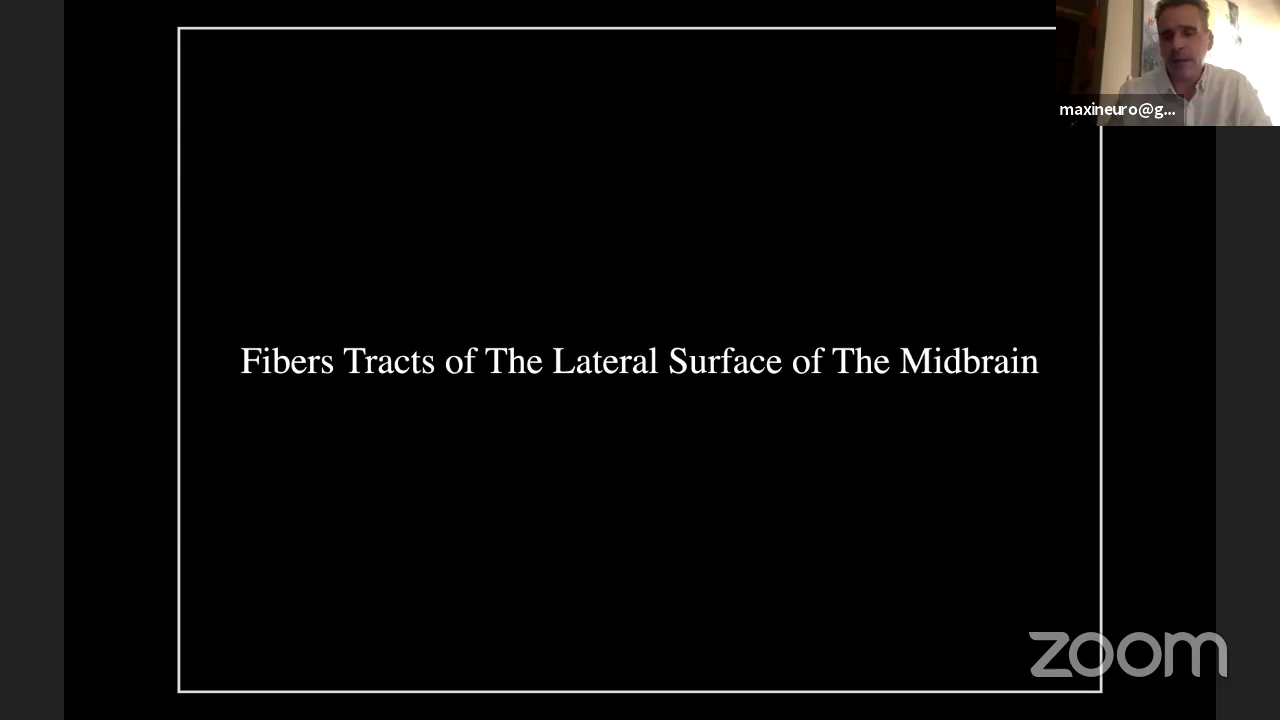 maxineuro@g...
Fibers Tracts of The Lateral Surface of The Midbrain
zoom